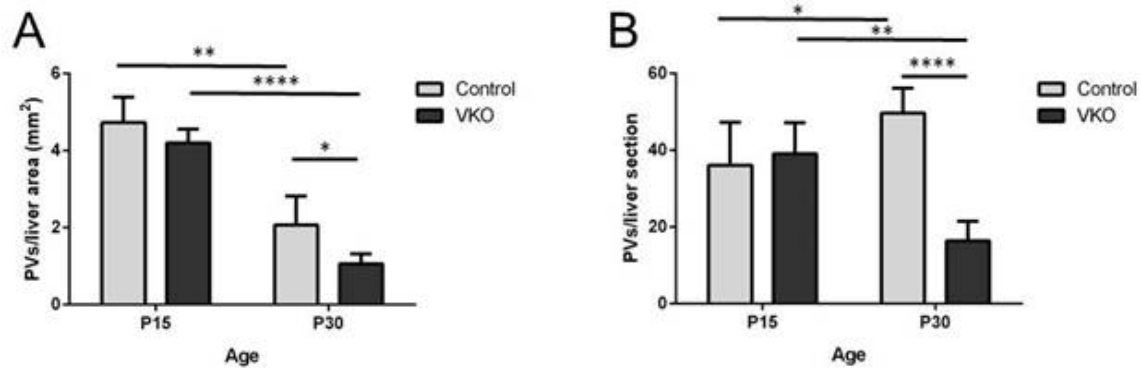 A
**
****
*
6
4
2
0
PVs/liver area (mm²)
P15
P30
Age
Control
VKO
B
*
**
****
60
40
20
0
PVs/liver section
P15
P30
Age
Control
VKO